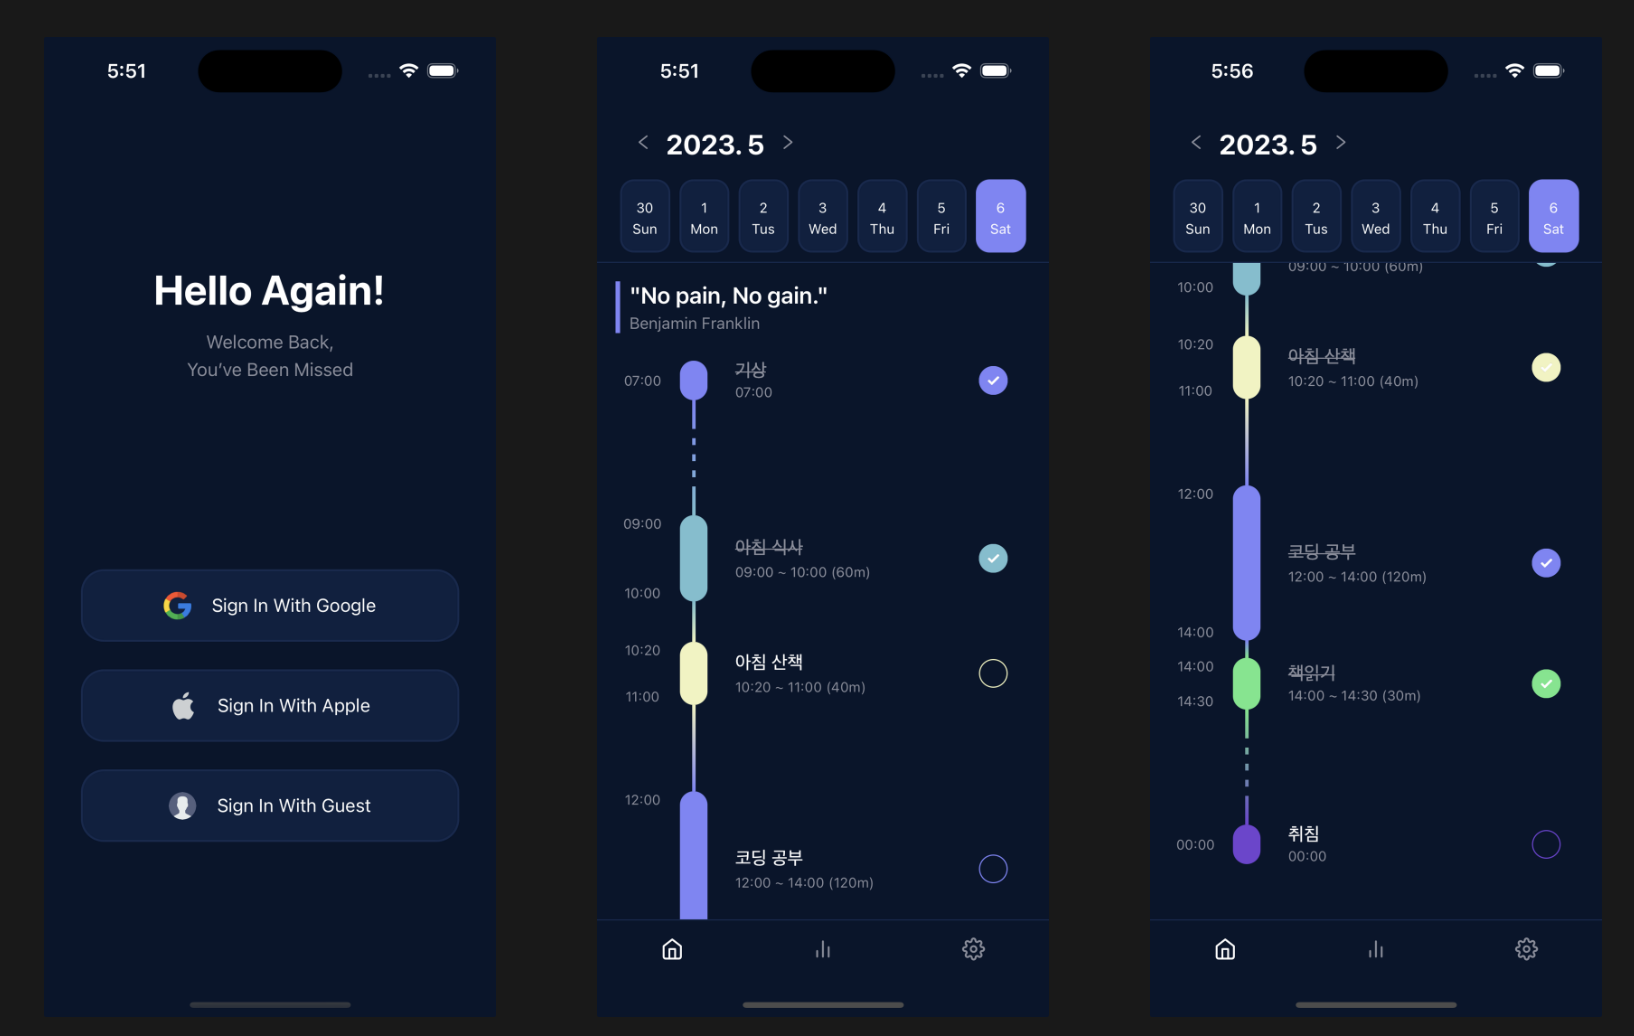 5:51
Hello Again!
Welcome Back,
You’ve Been Missed
Sign In With Google
Sign In With Apple
Sign In With Guest
5:51
< 2023. 5 >
30 1 2 3 4 5 6
Sun Mon Tus Wed Thu Fri Sat
"No pain, No gain."
Benjamin Franklin
07:00
기상
07:00
09:00
아침 식사
09:00 ~ 10:00 (60m)
10:00
10:20
아침 산책
10:20 ~ 11:00 (40m)
11:00
12:00
코딩 공부
12:00 ~ 14:00 (120m)
5:56
< 2023. 5 >
30 1 2 3 4 5 6
Sun Mon Tus Wed Thu Fri Sat
09:00 ~ 10:00 (60m)
10:00
10:20
아침 산책
10:20 ~ 11:00 (40m)
11:00
12:00
코딩 공부
12:00 ~ 14:00 (120m)
14:00
14:00
책읽기
14:00 ~ 14:30 (30m)
14:30
00:00
취침
00:00